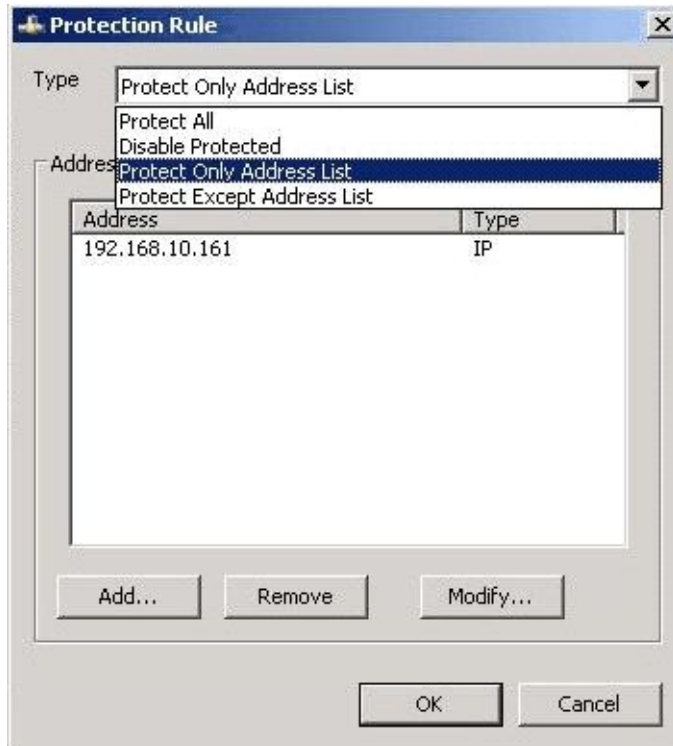 Protection Rule
Type
Protect Only Address List
Protect All
Disable Protected
Protect Only Address List
Protect Except Address List
Addres
Address Type
192.168.10.161 IP
Add... Remove Modify...
OK Cancel